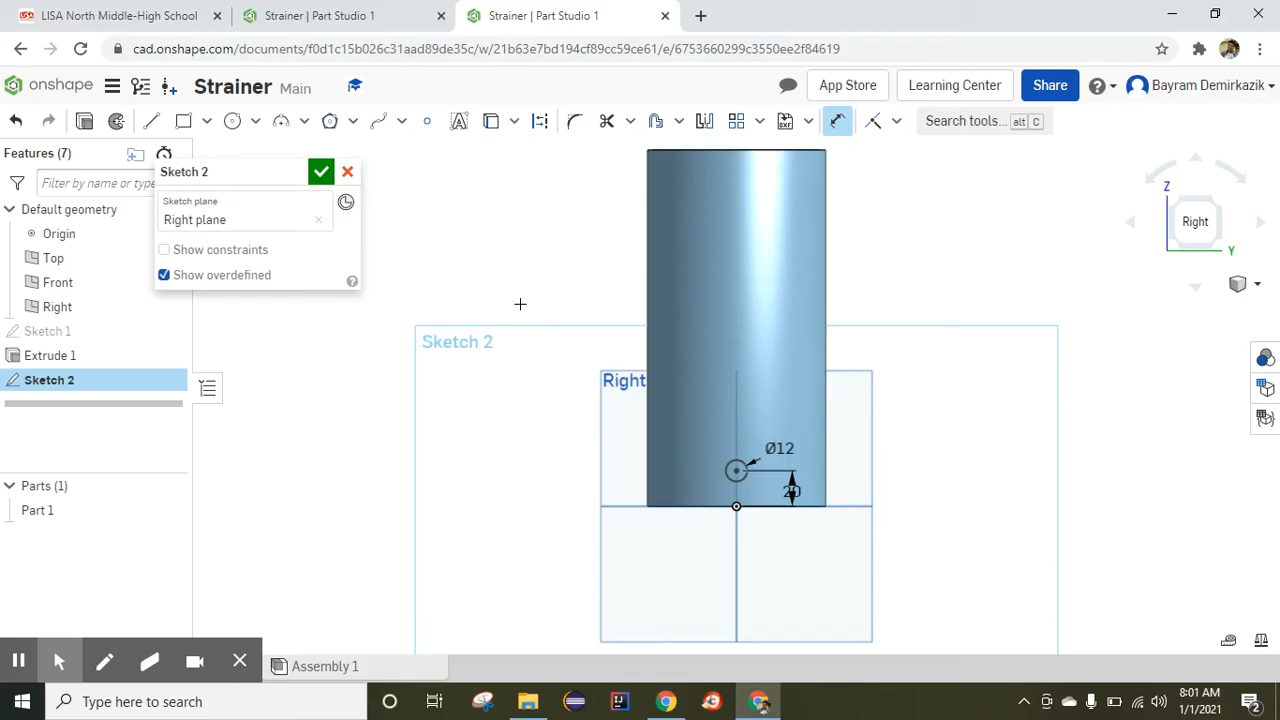 LISA North Middle-High School
Strainer | Part Studio 1
Strainer | Part Studio 1
cad.onshape.com/documents/f0d1c15b026c31aad89de35c/w/21b63e7bd194cf89cc59ce61/e/6753660299c3550ee2f84619
onshape
Strainer Main
App Store
Learning Center
Share
Bayram Demirkazik
Search tools... alt C
Features (7)
Filter by name or type
Default geometry
Origin
Top
Front
Right
Sketch 1
Extrude 1
Sketch 2
Parts (1)
Part 1
Sketch 2
Sketch plane
Right plane
Show constraints
Show overdefined
Sketch 2
Right
Ø12
20
Z
Right
Y
Assembly 1
Type here to search
8:01 AM
1/1/2021
2